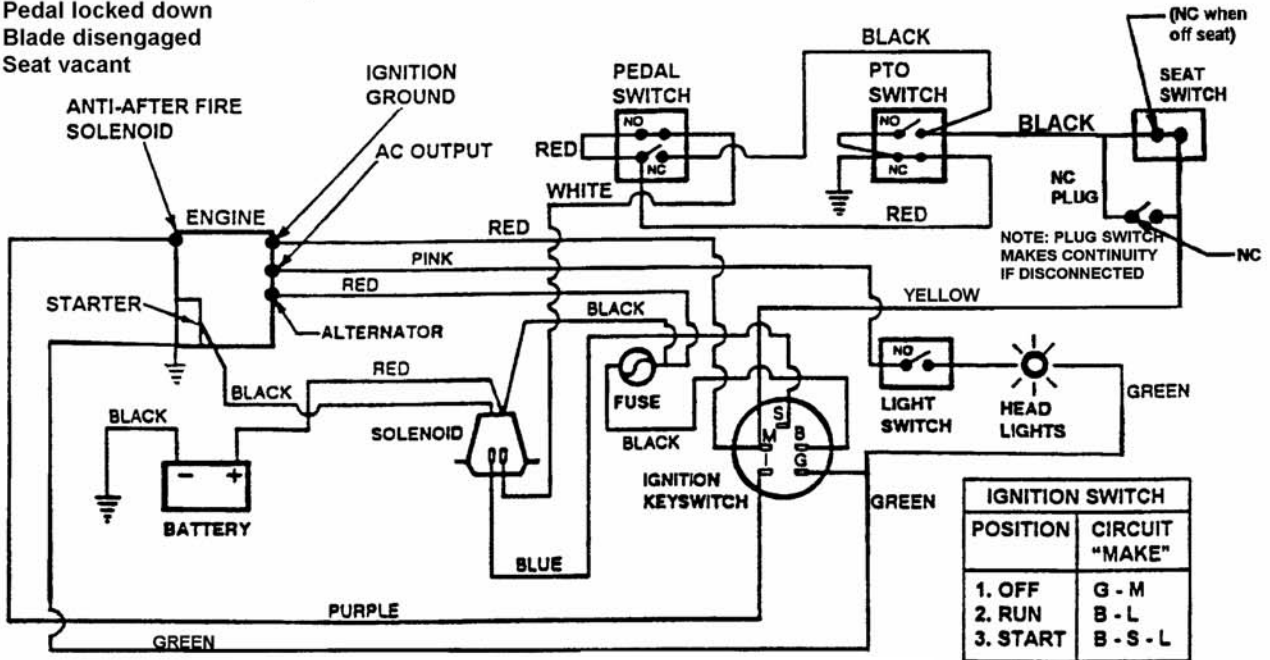 Pedal locked down
Blade disengaged
Seat vacant
ANTI-AFTER FIRE
SOLENOID
IGNITION
GROUND
AC OUTPUT
ENGINE
STARTER
ALTERNATOR
PEDAL
SWITCH
NO
NC
RED
WHITE
BLACK
PTO
SWITCH
NO
NC
RED
BLACK
(NC when
off seat)
SEAT
SWITCH
NC
PLUG
NC
NOTE: PLUG SWITCH
MAKES CONTINUITY
IF DISCONNECTED
RED
PINK
RED
BLACK
YELLOW
RED
BLACK
BLACK
- +
BATTERY
SOLENOID
FUSE
BLACK
S
M
B
I
G
IGNITION
KEYSWITCH
NO
LIGHT
SWITCH
HEAD
LIGHTS
GREEN
GREEN
BLUE
PURPLE
GREEN
IGNITION SWITCH
POSITION CIRCUIT
"MAKE"
1. OFF G - M
2. RUN B - L
3. START B - S - L